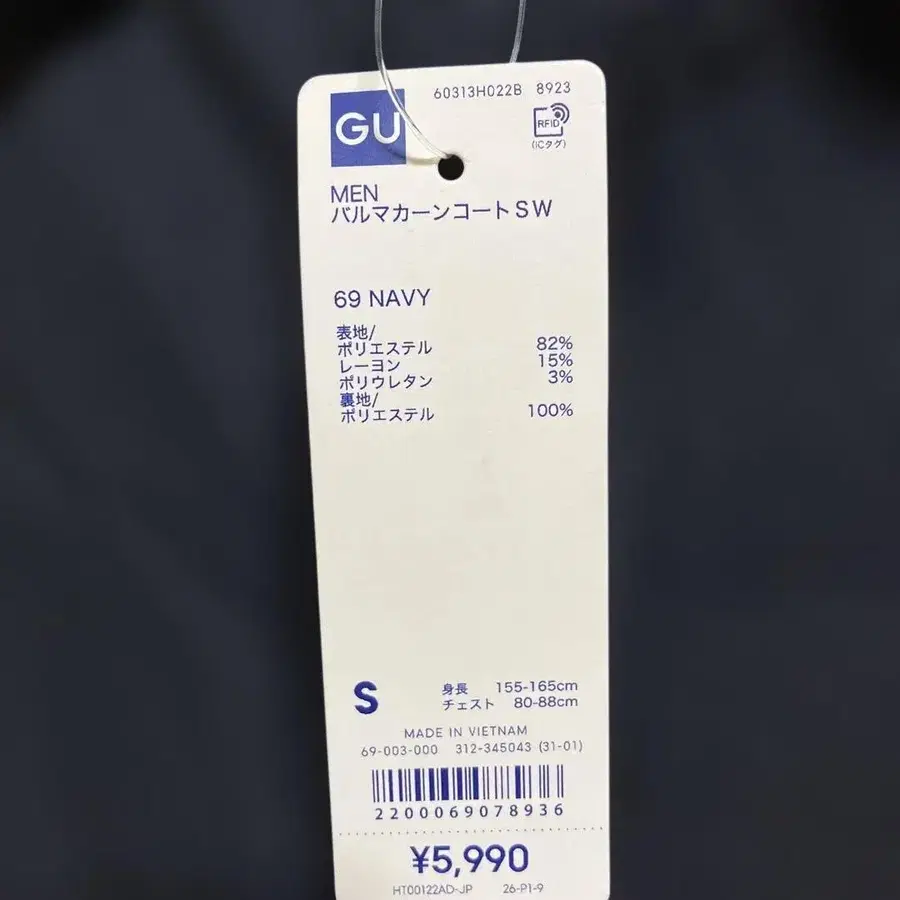 GU
60313H022B 8923
RFID
(ICタグ)
MEN
バルマカーンコートSW
69 NAVY
表地/
ポリエステル 82%
レーヨン 15%
ポリウレタン 3%
裏地/
ポリエステル 100%
S
身長 155-165cm
チェスト 80-88cm
MADE IN VIETNAM
69-003-000 312-345043 (31-01)
2200069078936
¥5,990
HT00122AD-JP 26-P1-9